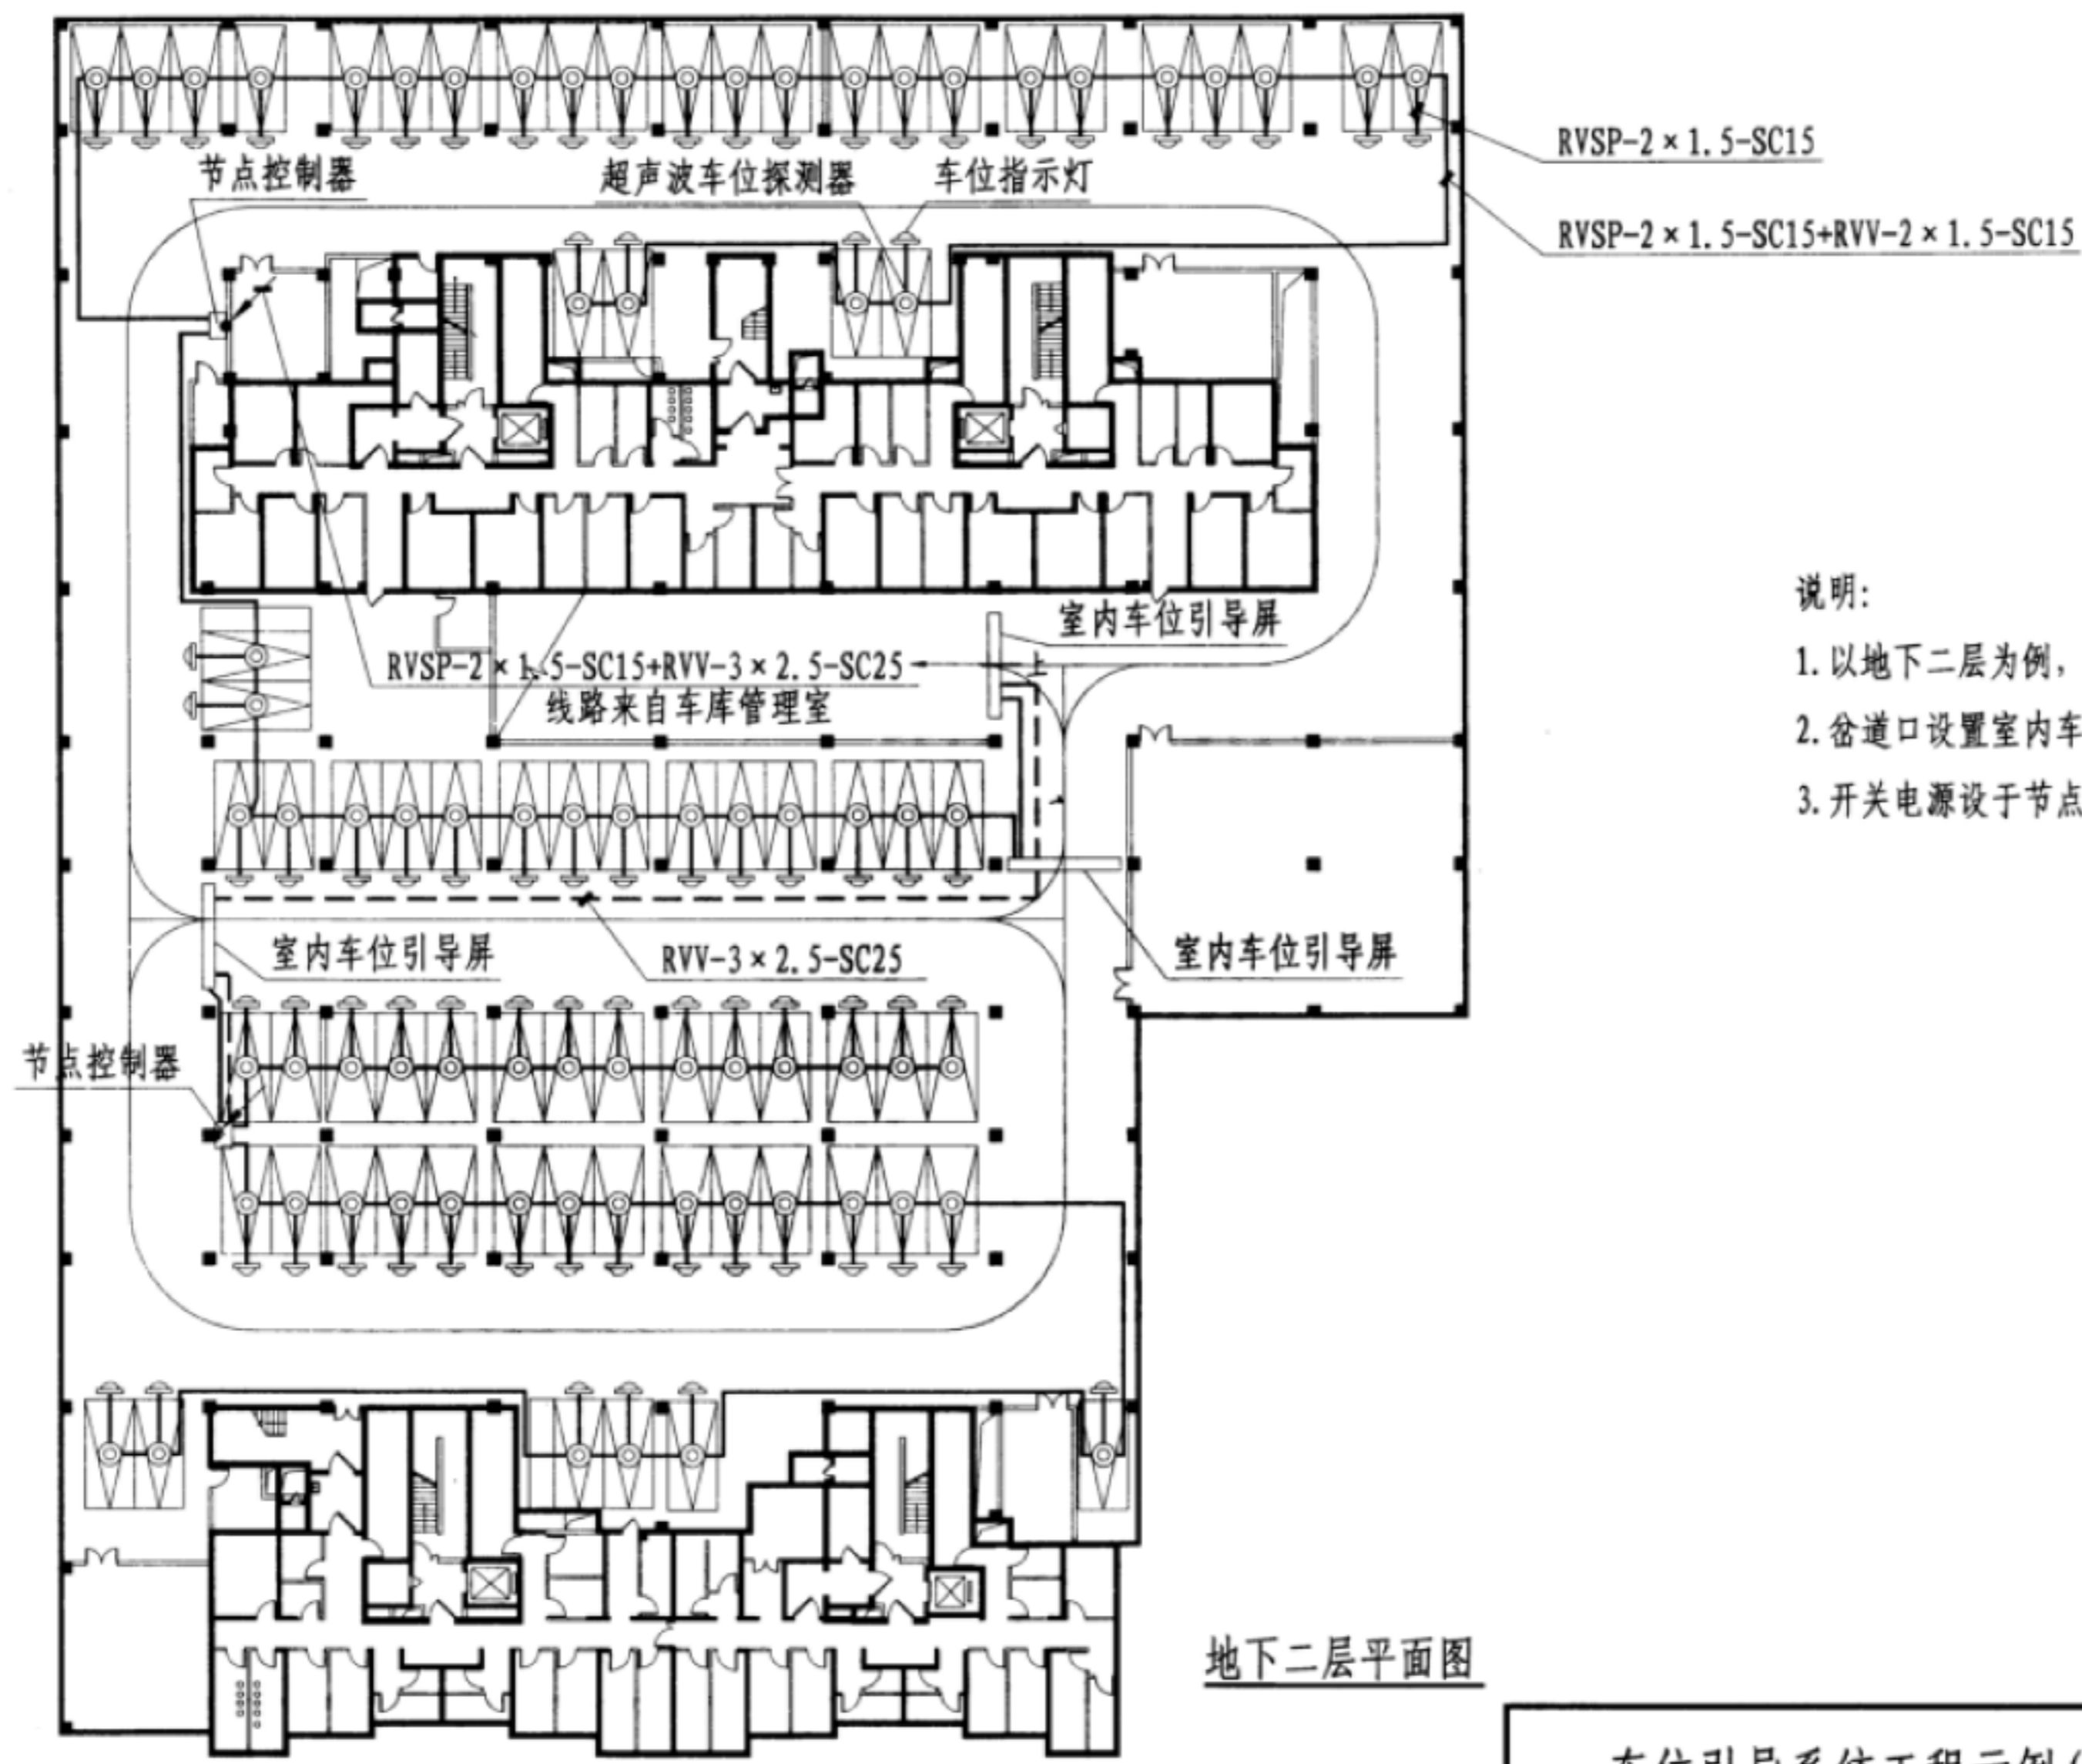 RVSP-2×1.5-SC15
节点控制器
超声波车位探测器
车位指示灯
RVSP-2×1.5-SC15+RVV-2×1.5-SC15
说明:
室内车位引导屏
1.以地下二层为例,
RVSP-2×1.5-SC15+RVV-3×2.5-SC25
上
线路来自车库管理室
2.岔道口设置室内车
3.开关电源设于节点
室内车位引导屏
RVV-3×2.5-SC25
室内车位引导屏
节点控制器
地下二层平面图